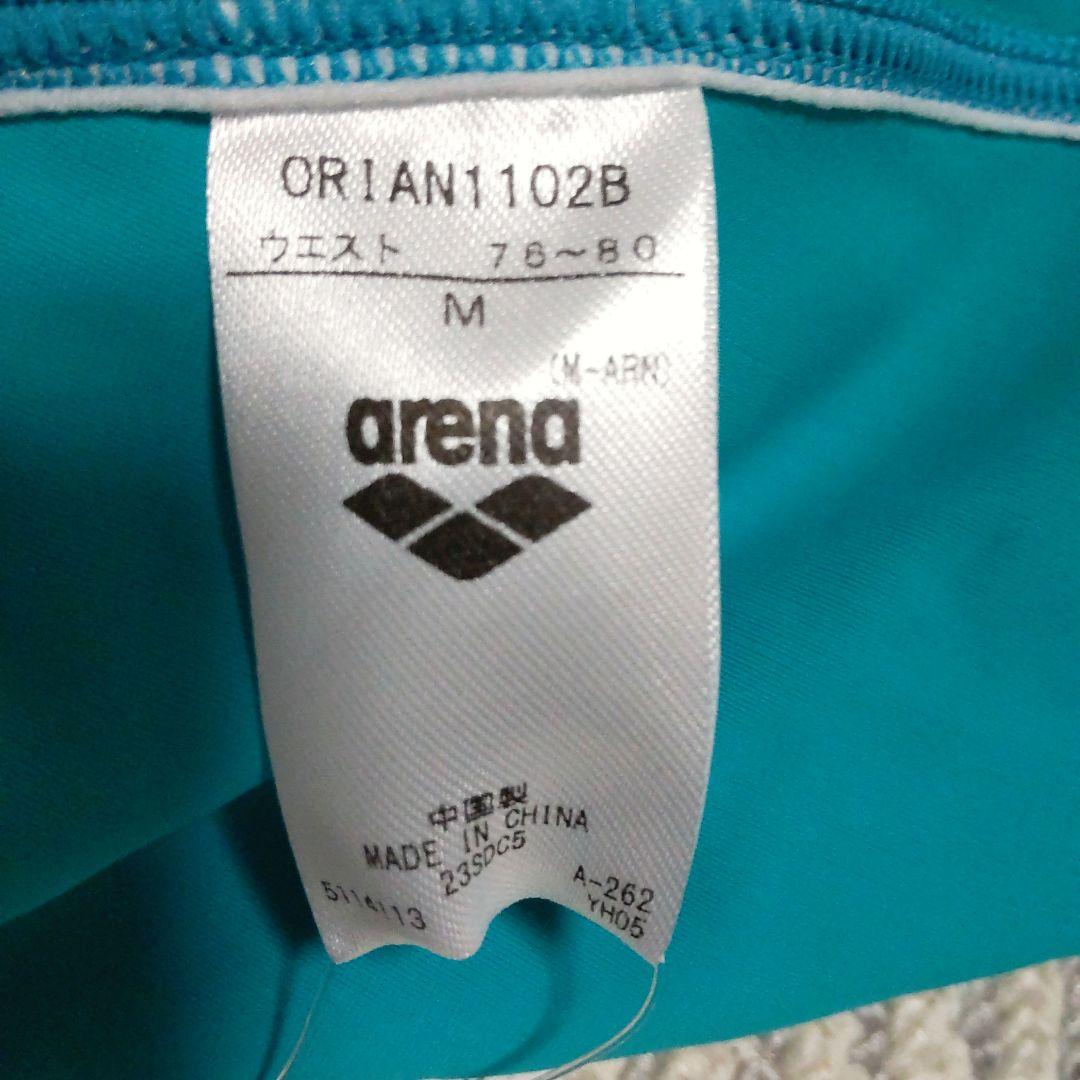 ORIAN1102B
ウエスト 76~80
M
(M-ARN)
arena
中国製
MADE IN CHINA
23SDC5
A-262
5114113
YH05